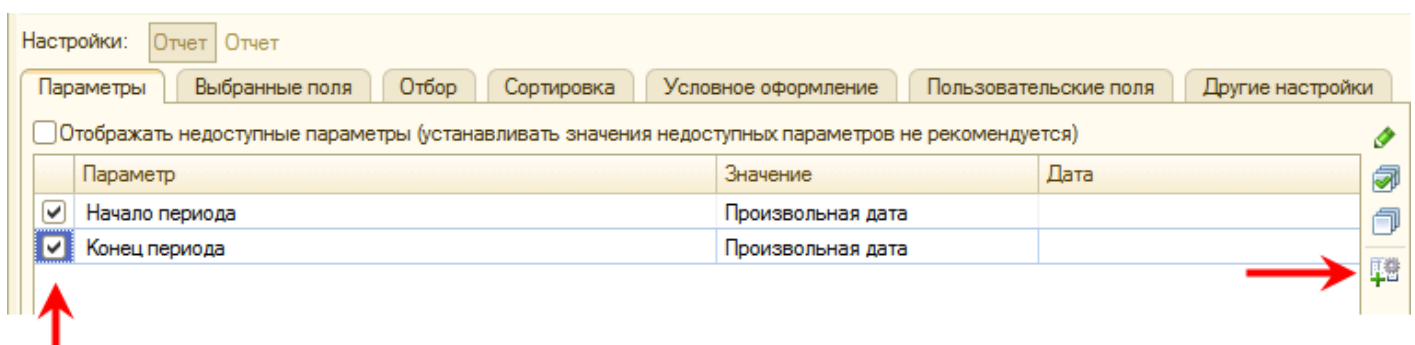 Настройки: Отчет Отчет
Параметры Выбранные поля Отбор Сортировка Условное оформление Пользовательские поля Другие настройки
Отображать недоступные параметры (устанавливать значения недоступных параметров не рекомендуется)
Параметр Значение Дата
Начало периода Произвольная дата
Конец периода Произвольная дата